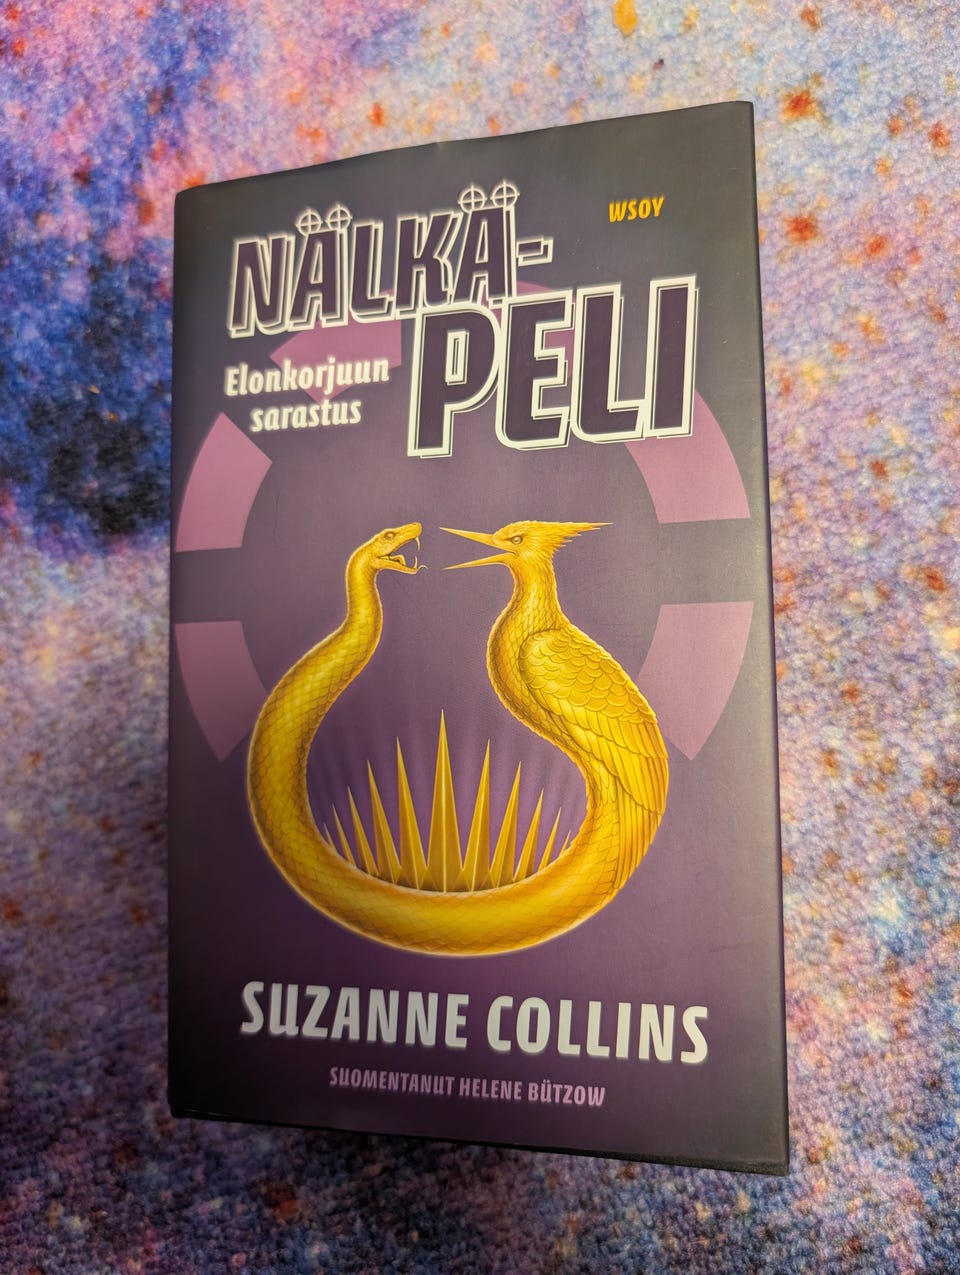 WSOY
NÄLKÄ-
PELI
Elonkorjuun
sarastus
SUZANNE COLLINS
SUOMENTANUT HELENE BÜTZOW